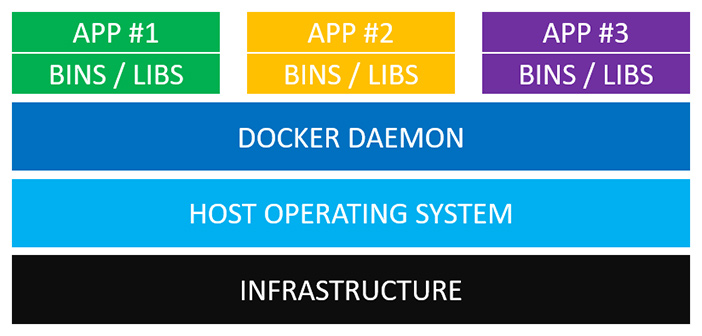 APP #1
APP #2
APP #3
BINS / LIBS
BINS / LIBS
BINS / LIBS
DOCKER DAEMON
HOST OPERATING SYSTEM
INFRASTRUCTURE